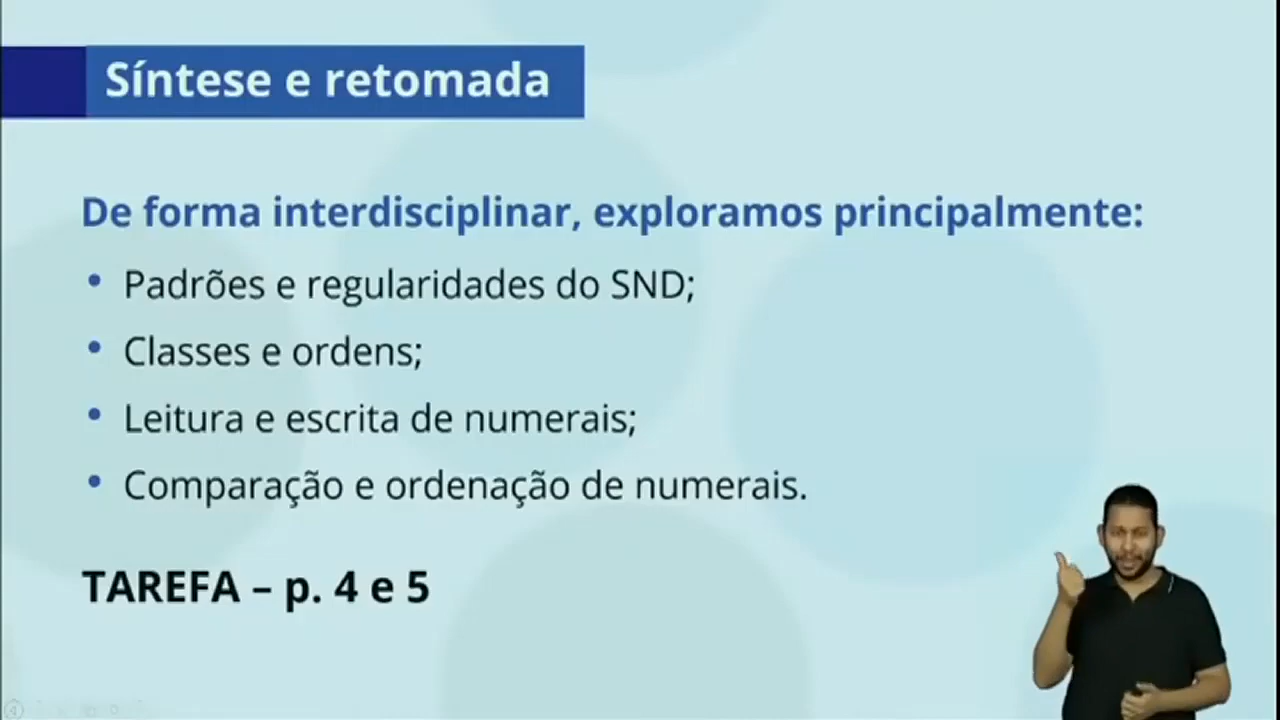 Síntese e retomada
De forma interdisciplinar, exploramos principalmente:
• Padrões e regularidades do SND;
• Classes e ordens;
• Leitura e escrita de numerais;
• Comparação e ordenação de numerais.
TAREFA – p. 4 e 5